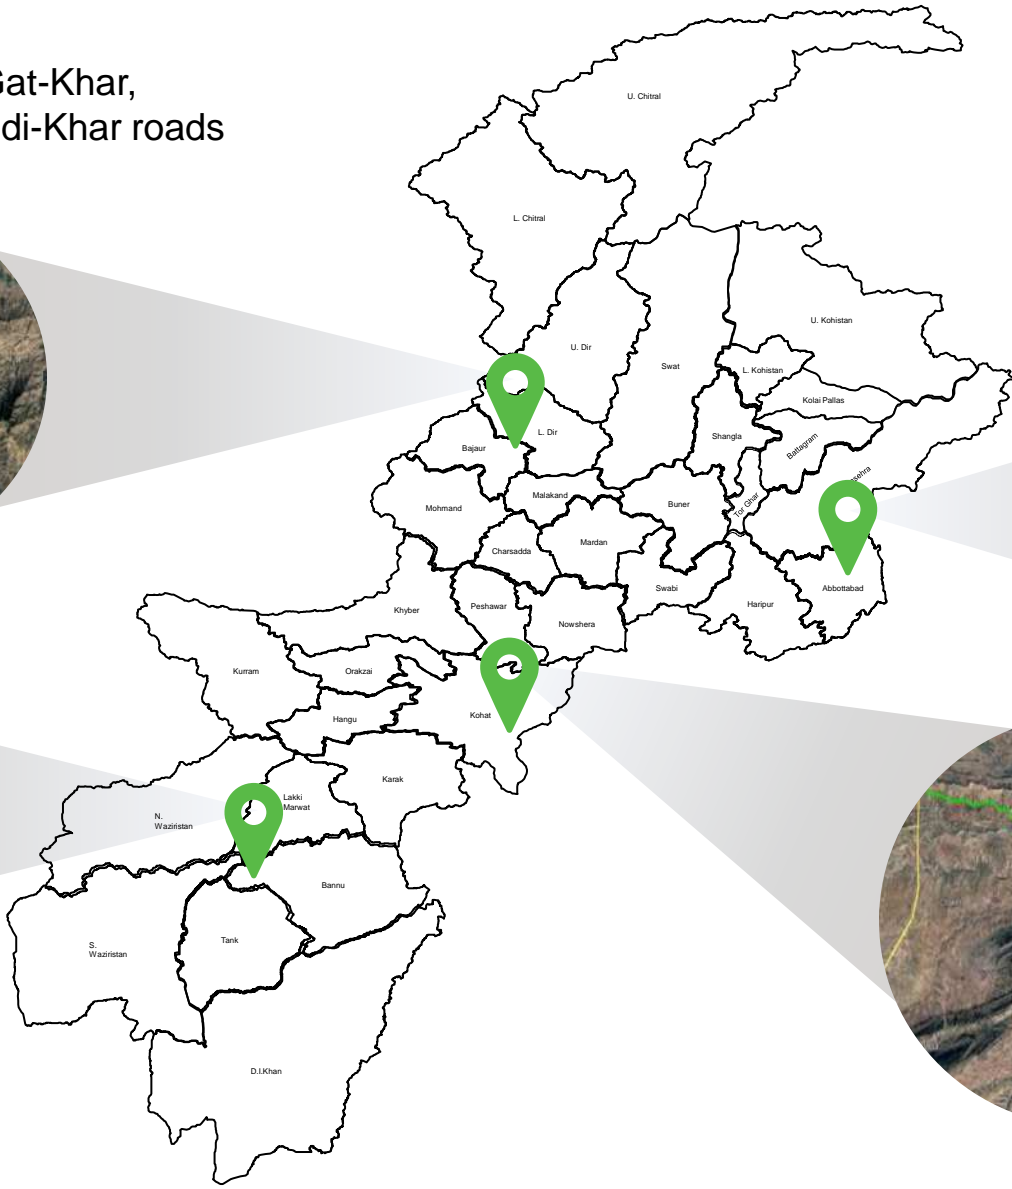 Gat-Khar,
di-Khar roads
U. Chitral
L. Chitral
U. Kohistan
U. Dir
Swat
L. Kohistan
Kolai Pallas
L. Dir
Shangla
Battagram
Bajaur
sehra
Malakand
Mohmand
Buner
Tor Ghar
Charsadda
Mardan
Abbottabad
Swabi
Haripur
Khyber
Peshawar
Nowshera
Kurram
Orakzai
Hangu
Kohat
Karak
Lakki
Marwat
N.
Waziristan
Bannu
Tank
S.
Waziristan
D.I.Khan